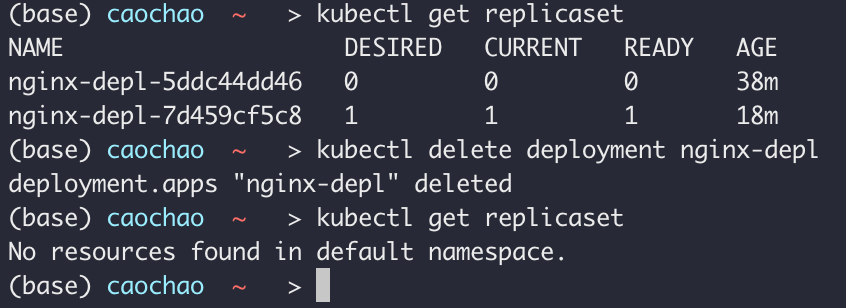 (base) caochao ~ > kubectl get replicaset
NAME DESIRED CURRENT READY AGE
nginx-depl-5ddc44dd46 0 0 0 38m
nginx-depl-7d459cf5c8 1 1 1 18m
(base) caochao ~ > kubectl delete deployment nginx-depl
deployment.apps "nginx-depl" deleted
(base) caochao ~ > kubectl get replicaset
No resources found in default namespace.
(base) caochao ~ >